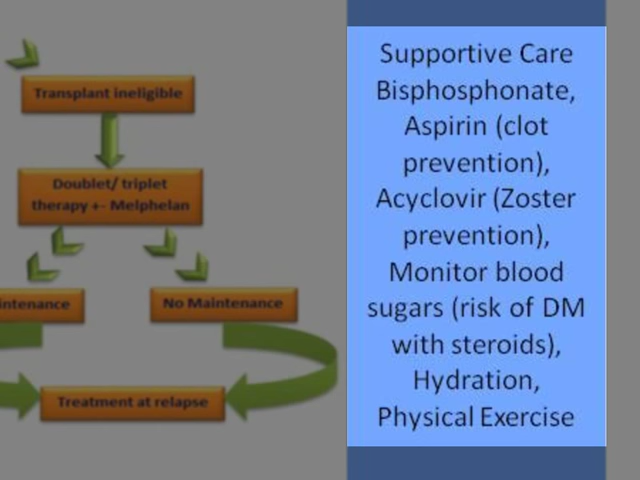 Transplant ineligible
Doublet/ triplet
therapy +- Melphelan
intenance
No Maintenance
Treatment at relapse
Supportive Care
Bisphosphonate,
Aspirin (clot
prevention),
Acyclovir (Zoster
prevention),
Monitor blood
sugars (risk of DM
with steroids),
Hydration,
Physical Exercise